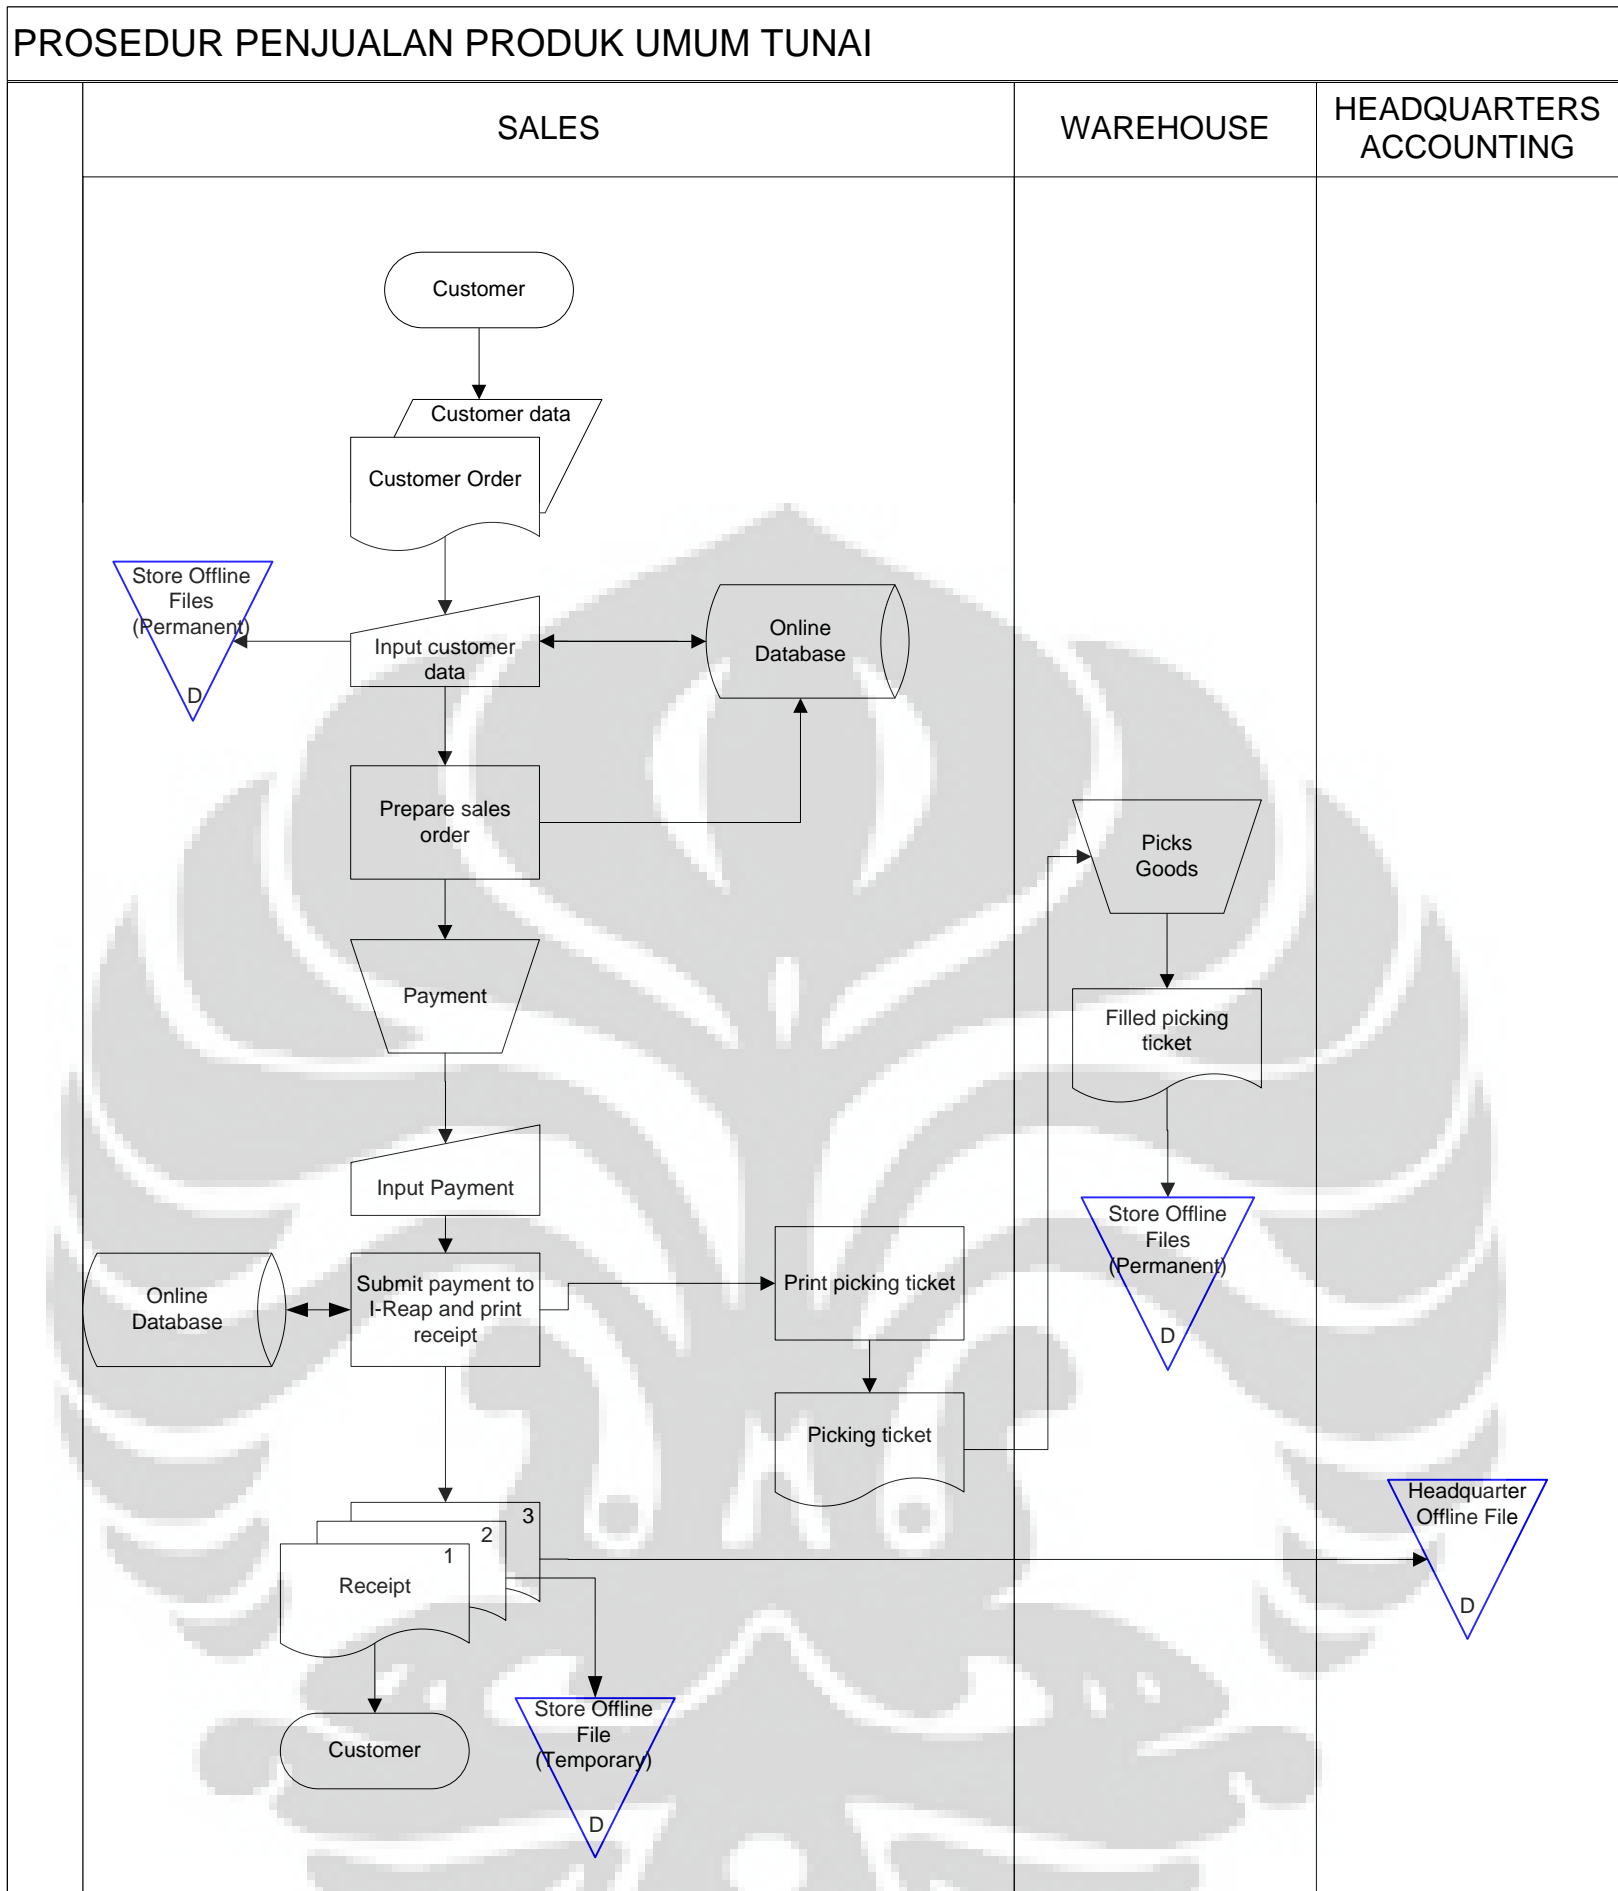 PROSEDUR PENJUALAN PRODUK UMUM TUNAI
SALES
WAREHOUSE
HEADQUARTERS
ACCOUNTING
Customer
Customer data
Customer Order
Store Offline
Files
(Permanent)
D
Input customer
data
Online
Database
Prepare sales
order
Picks
Goods
Payment
Filled picking
ticket
Input Payment
Store Offline
Files
(Permanent)
D
Online
Database
Submit payment to
I-Reap and print
receipt
Print picking ticket
Picking ticket
3
2
1
Receipt
Headquarter
Offline File
D
Customer
Store Offline
File
(Temporary)
D